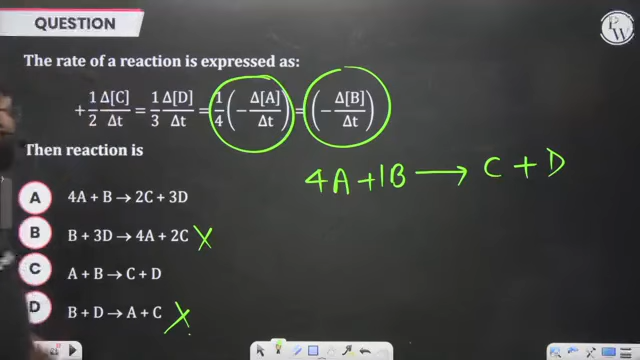 QUESTION
PW
The rate of a reaction is expressed as:
+1/2 Δ[C]/Δt = 1/3 Δ[D]/Δt = 1/4 (−Δ[A]/Δt) = (−Δ[B]/Δt)
4A + 1B → C + D
Then reaction is
A 4A + B → 2C + 3D
B B + 3D → 4A + 2C X
C A + B → C + D
D B + D → A + C X